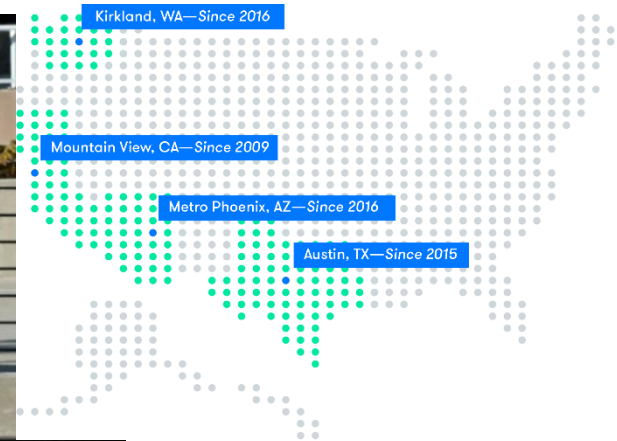 Kirkland, WA—Since 2016
Mountain View, CA—Since 2009
Metro Phoenix, AZ—Since 2016
Austin, TX—Since 2015